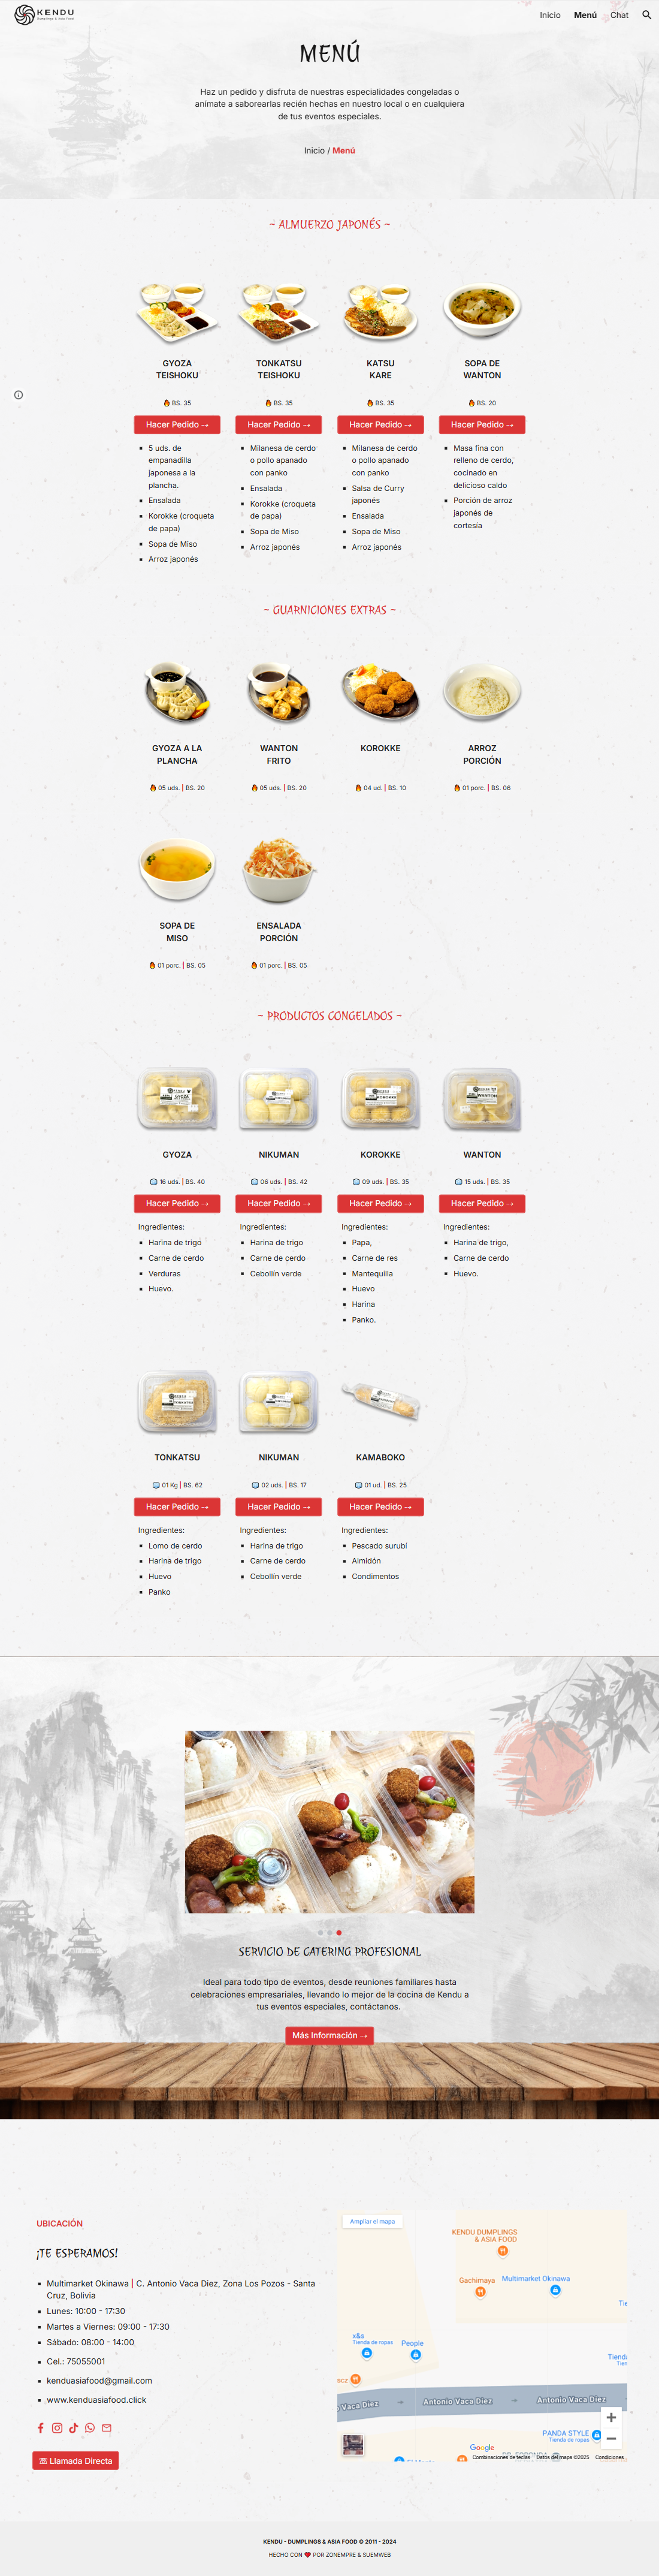 KENDU
Dumplings & Asia Food
Inicio Menú Chat
MENÚ
Haz un pedido y disfruta de nuestras especialidades congeladas o
anímate a saborearlas recién hechas en nuestro local o en cualquiera
de tus eventos especiales.
Inicio / Menú
~ ALMUERZO JAPONÉS ~
GYOZA
TEISHOKU
BS. 35
Hacer Pedido →
5 uds. de
empanadilla
japonesa a la
plancha.
Ensalada
Korokke (croqueta
de papa)
Sopa de Miso
Arroz japonés
TONKATSU
TEISHOKU
BS. 35
Hacer Pedido →
Milanesa de cerdo
o pollo apanado
con panko
Ensalada
Korokke (croqueta
de papa)
Sopa de Miso
Arroz japonés
KATSU
KARE
BS. 35
Hacer Pedido →
Milanesa de cerdo
o pollo apanado
con panko
Salsa de Curry
japonés
Ensalada
Sopa de Miso
Arroz japonés
SOPA DE
WANTON
BS. 20
Hacer Pedido →
Masa fina con
relleno de cerdo,
cocinado en
delicioso caldo
Porción de arroz
japonés de
cortesía
~ GUARNICIONES EXTRAS ~
GYOZA A LA
PLANCHA
05 uds. | BS. 20
WANTON
FRITO
05 uds. | BS. 20
KOROKKE
04 ud. | BS. 10
ARROZ
PORCIÓN
01 porc. | BS. 06
SOPA DE
MISO
01 porc. | BS. 05
ENSALADA
PORCIÓN
01 porc. | BS. 05
~ PRODUCTOS CONGELADOS ~
GYOZA
16 uds. | BS. 40
Hacer Pedido →
Ingredientes:
Harina de trigo
Carne de cerdo
Verduras
Huevo.
NIKUMAN
06 uds. | BS. 42
Hacer Pedido →
Ingredientes:
Harina de trigo
Carne de cerdo
Cebollín verde
KOROKKE
09 uds. | BS. 35
Hacer Pedido →
Ingredientes:
Papa,
Carne de res
Mantequilla
Huevo
Harina
Panko.
WANTON
15 uds. | BS. 35
Hacer Pedido →
Ingredientes:
Harina de trigo,
Carne de cerdo
Huevo.
TONKATSU
01 Kg | BS. 62
Hacer Pedido →
Ingredientes:
Lomo de cerdo
Harina de trigo
Huevo
Panko
NIKUMAN
02 uds. | BS. 17
Hacer Pedido →
Ingredientes:
Harina de trigo
Carne de cerdo
Cebollín verde
KAMABOKO
01 ud. | BS. 25
Hacer Pedido →
Ingredientes:
Pescado surubí
Almidón
Condimentos
SERVICIO DE CATERING PROFESIONAL
Ideal para todo tipo de eventos, desde reuniones familiares hasta
celebraciones empresariales, llevando lo mejor de la cocina de Kendu a
tus eventos especiales, contáctanos.
Más Información →
UBICACIÓN
¡TE ESPERAMOS!
Multimarket Okinawa | C. Antonio Vaca Diez, Zona Los Pozos - Santa
Cruz, Bolivia
Lunes: 10:00 - 17:30
Martes a Viernes: 09:00 - 17:30
Sábado: 08:00 - 14:00
Cel.: 75055001
kenduasiafood@gmail.com
www.kenduasiafood.click
Llamada Directa
Ampliar el mapa
KENDU DUMPLINGS
& ASIA FOOD
Gachimaya
Multimarket Okinawa
x&s
Tienda de ropas
People
Antonio Vaca Diez
Antonio Vaca Diez
PANDA STYLE
Tienda de ropas
Google
Combinaciones de teclas Datos del mapa ©2025 Condiciones
KENDU - DUMPLINGS & ASIA FOOD © 2011 - 2024
HECHO CON ❤ POR ZONEMPRE & SUEMWEB